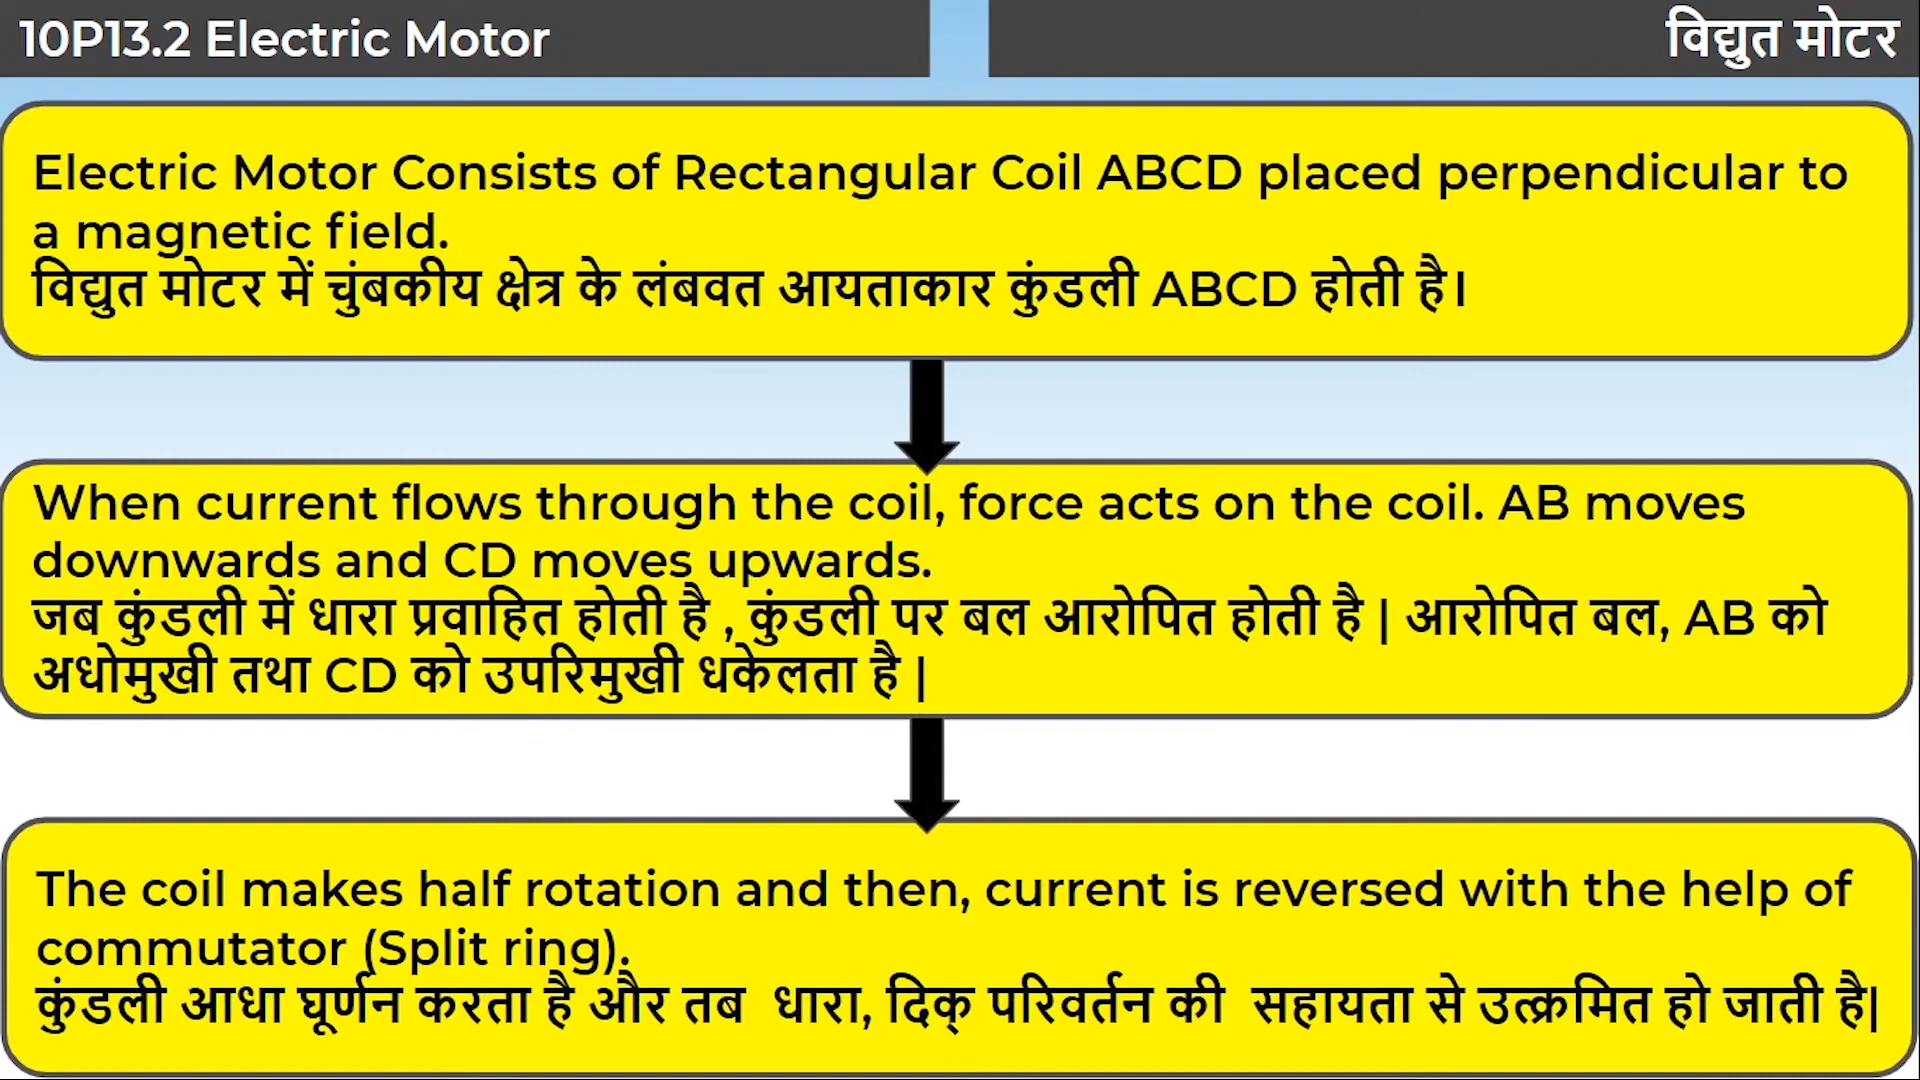 10P13.2 Electric Motor
विद्युत मोटर
Electric Motor Consists of Rectangular Coil ABCD placed perpendicular to
a magnetic field.
विद्युत मोटर में चुंबकीय क्षेत्र के लंबवत आयताकार कुंडली ABCD होती है।
When current flows through the coil, force acts on the coil. AB moves
downwards and CD moves upwards.
जब कुंडली में धारा प्रवाहित होती है , कुंडली पर बल आरोपित होती है | आरोपित बल, AB को
अधोमुखी तथा CD को उपरिमुखी धकेलता है |
The coil makes half rotation and then, current is reversed with the help of
commutator (Split ring).
कुंडली आधा घूर्णन करता है और तब धारा, दिक् परिवर्तन की सहायता से उत्क्रमित हो जाती है|